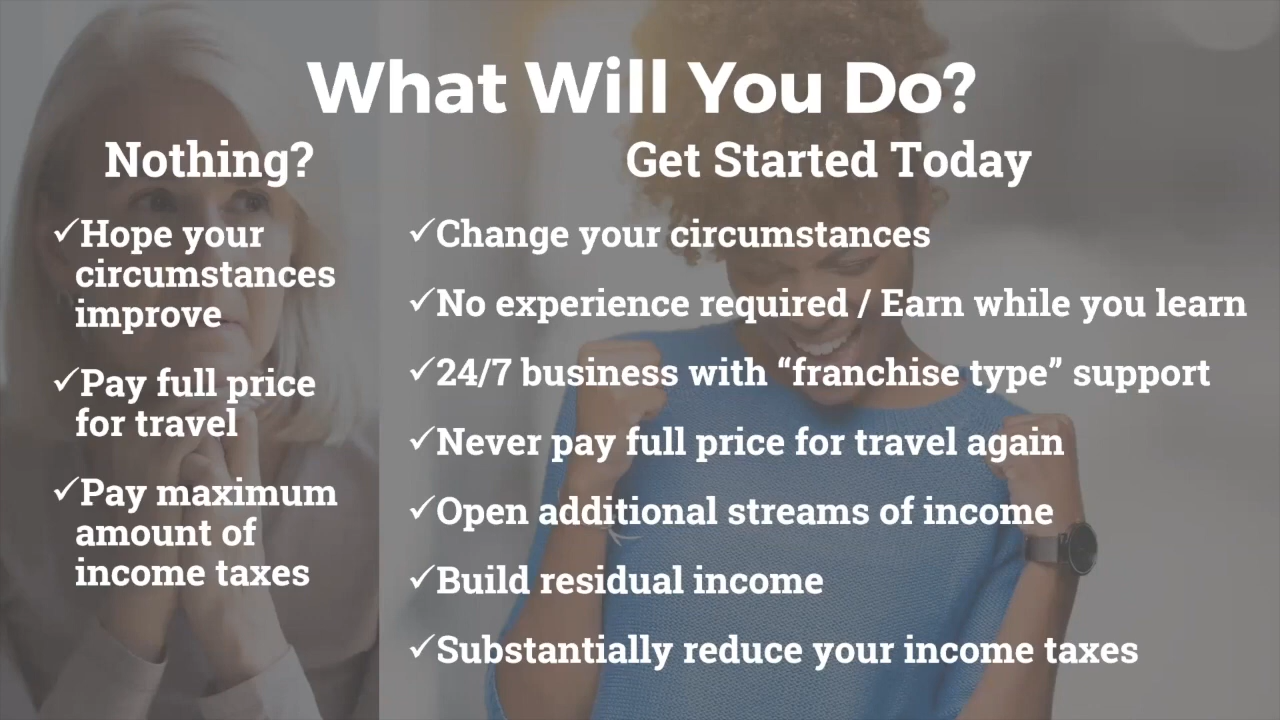 What Will You Do?
Nothing?
✓Hope your
circumstances
improve
✓Pay full price
for travel
✓Pay maximum
amount of
income taxes
Get Started Today
✓Change your circumstances
✓No experience required / Earn while you learn
✓24/7 business with “franchise type” support
✓Never pay full price for travel again
✓Open additional streams of income
✓Build residual income
✓Substantially reduce your income taxes